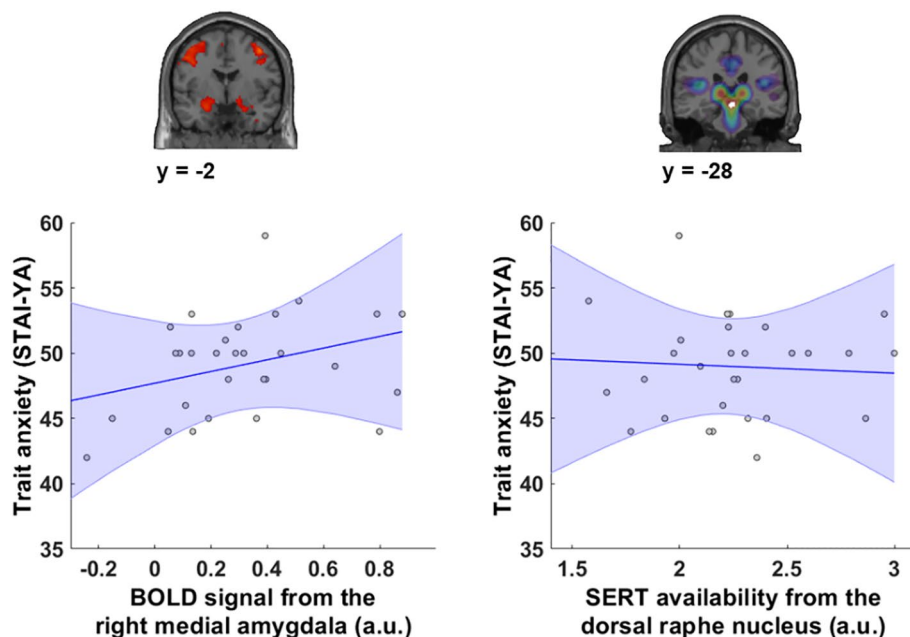 y = -2
y = -28
Trait anxiety (STAI-YA)
60
55
50
45
40
35
-0.2 0 0.2 0.4 0.6 0.8
BOLD signal from the
right medial amygdala (a.u.)
Trait anxiety (STAI-YA)
60
55
50
45
40
35
1.5 2 2.5 3
SERT availability from the
dorsal raphe nucleus (a.u.)